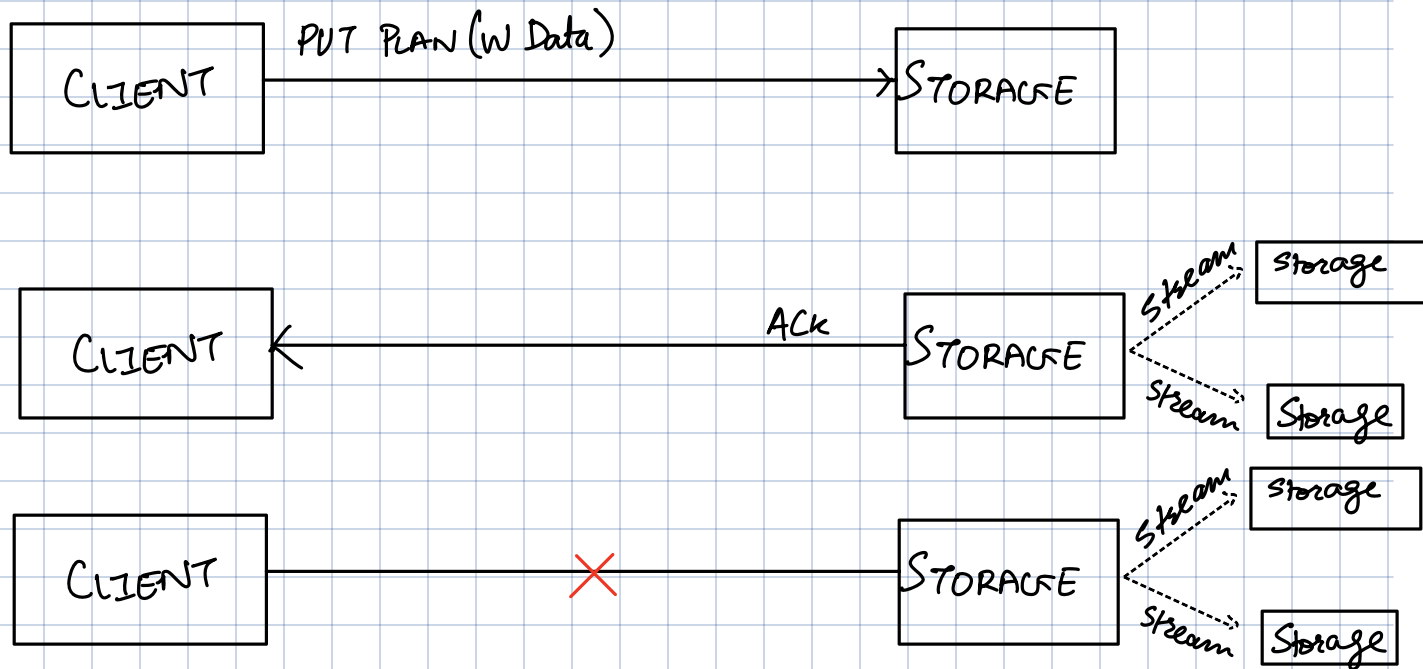 PUT PLAN (W Data)
CLIENT
STORAGE
Stream
Storage
ACK
CLIENT
STORAGE
Stream
Storage
Stream
Storage
CLIENT
STORAGE
Stream
Storage